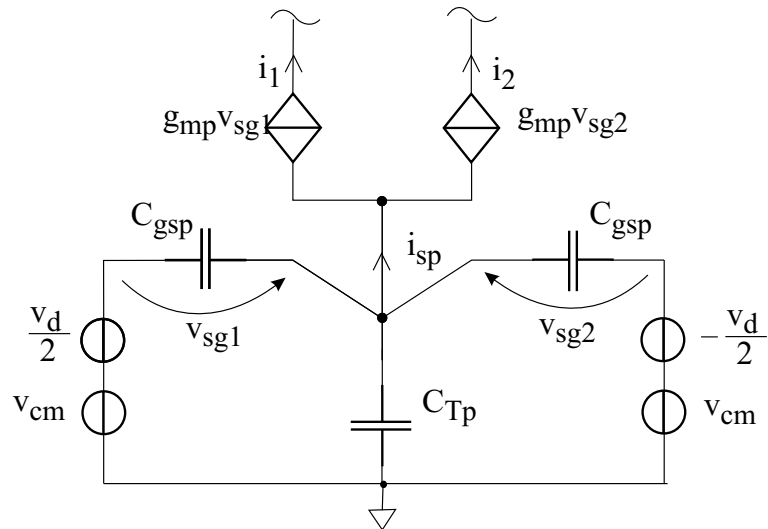 i1 i2
gmpvsg1 gmpvsg2
Cgsp Cgsp
isp
vsg1 vsg2
vd/2 -vd/2
vcm CTp vcm